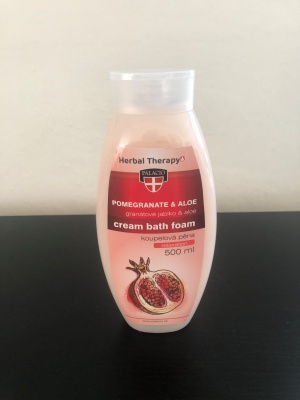 Herbal Therapy
PALACIO
POMEGRANATE & ALOE
granátové jablko & aloe
cream bath foam
koupelová pěna
500 ml